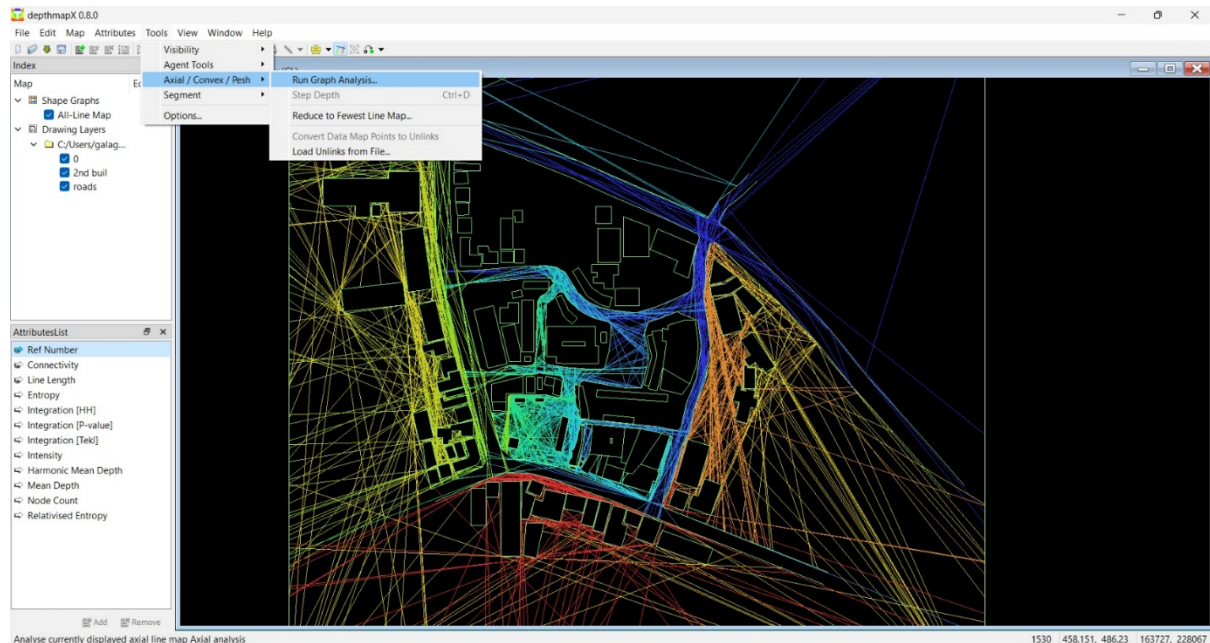 depthmapX 0.8.0
File Edit Map Attributes Tools View Window Help
Index
Map
Shape Graphs
All-Line Map
Drawing Layers
C:/Users/galag...
0
2nd buil
roads
Visibility
Agent Tools
Axial / Convex / Pesh
Segment
Options...
Run Graph Analysis...
Step Depth Ctrl+D
Reduce to Fewest Line Map...
Convert Data Map Points to Unlinks
Load Unlinks from File...
AttributesList
Ref Number
Connectivity
Line Length
Entropy
Integration [HH]
Integration [P-value]
Integration [Tekl]
Intensity
Harmonic Mean Depth
Mean Depth
Node Count
Relativised Entropy
Add Remove
Analyse currently displayed axial line map Axial analysis
1530 458.151, 486.23 163727, 228067